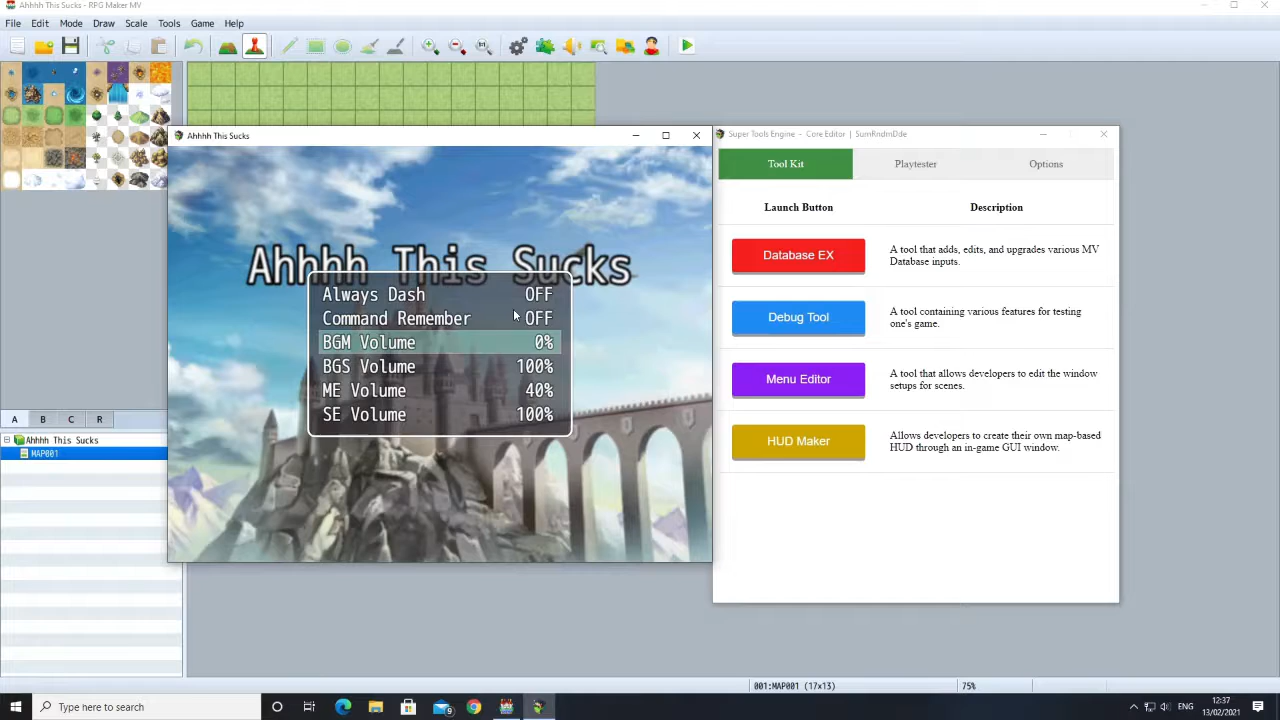 Ahhhh This Sucks - RPG Maker MV
File Edit Mode Draw Scale Tools Game Help
Ahhhh This Sucks
Super Tools Engine - Core Editor | SumRndmDde
Tool Kit Playtester Options
Launch Button Description
Ahhhh This Sucks
Database EX
A tool that adds, edits, and upgrades various MV
Database inputs.
Always Dash OFF
Command Remember OFF
BGM Volume 0%
BGS Volume 100%
ME Volume 40%
SE Volume 100%
Debug Tool
A tool containing various features for testing
one's game.
Menu Editor
A tool that allows developers to edit the window
setups for scenes.
HUD Maker
Allows developers to create their own map-based
HUD through an in-game GUI window.
A B C R
Ahhhh This Sucks
MAP001
001:MAP001 (17x13) 75%
Type here to search
9
ENG
12:37
13/02/2021